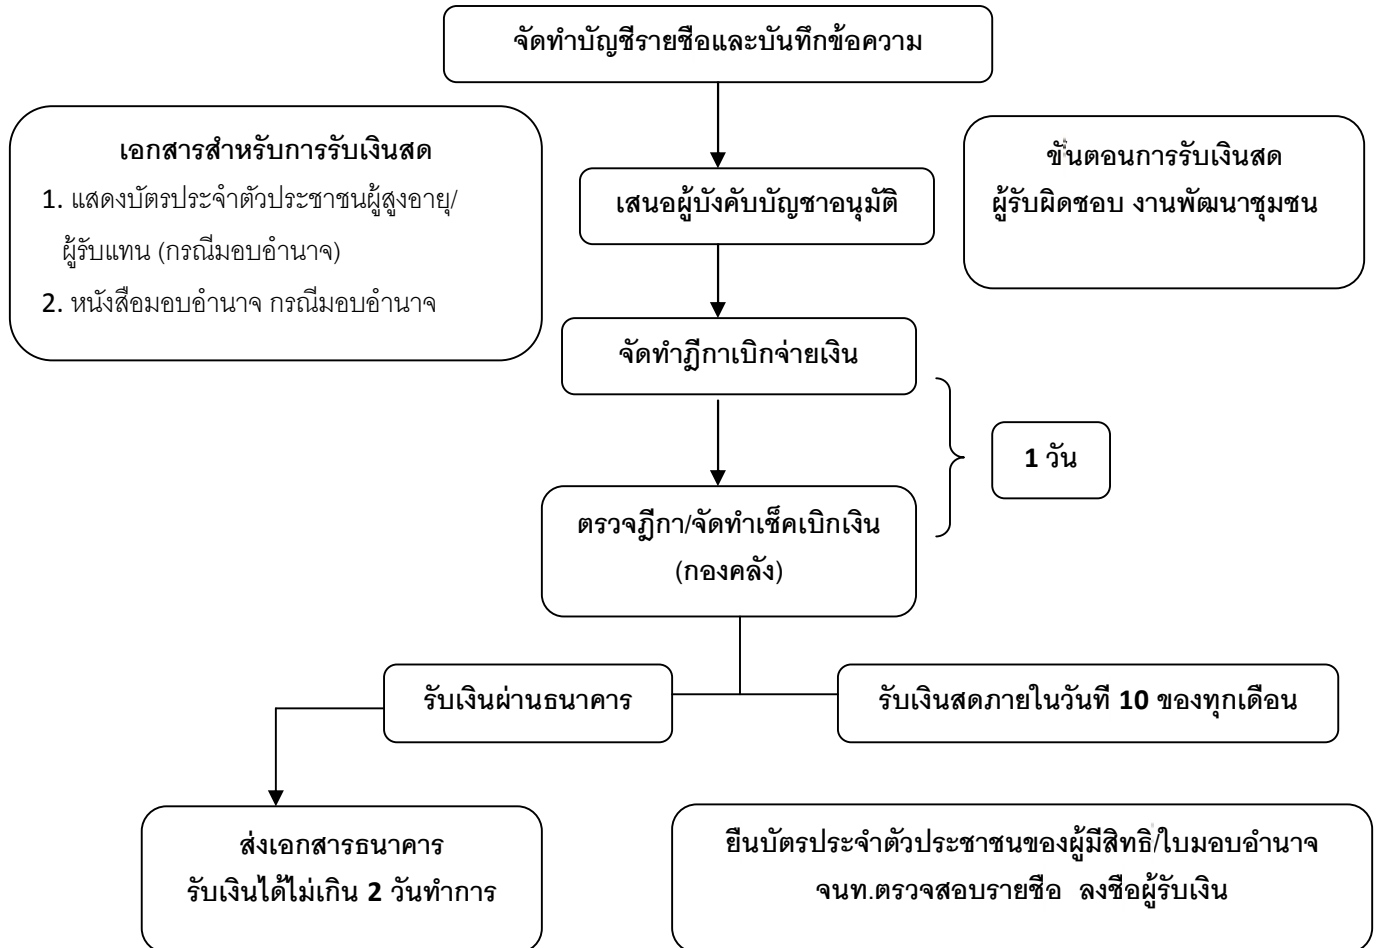 จัดทำบัญชีรายชื่อและบันทึกข้อความ
เอกสารสำหรับการรับเงินสด
1. แสดงบัตรประจำตัวประชาชนผู้สูงอายุ/
ผู้รับแทน (กรณีมอบอำนาจ)
2. หนังสือมอบอำนาจ กรณีมอบอำนาจ
ขั้นตอนการรับเงินสด
ผู้รับผิดชอบ งานพัฒนาชุมชน
เสนอผู้บังคับบัญชาอนุมัติ
จัดทำฎีกาเบิกจ่ายเงิน
1 วัน
ตรวจฎีกา/จัดทำเช็คเบิกเงิน
(กองคลัง)
รับเงินผ่านธนาคาร
รับเงินสดภายในวันที่ 10 ของทุกเดือน
ส่งเอกสารธนาคาร
รับเงินได้ไม่เกิน 2 วันทำการ
ยื่นบัตรประจำตัวประชาชนของผู้มีสิทธิ/ใบมอบอำนาจ
จนท.ตรวจสอบรายชื่อ ลงชื่อผู้รับเงิน